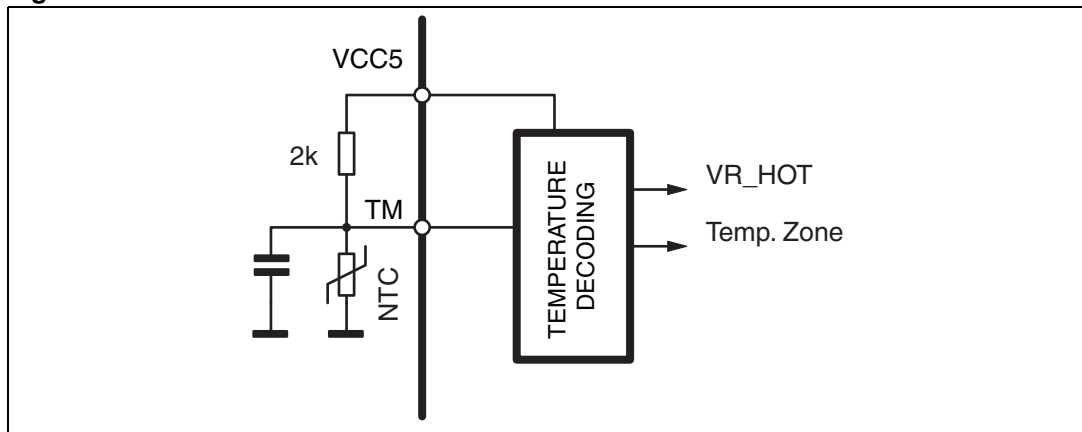 VCC5
2k
TM
NTC
TEMPERATURE
DECODING
VR_HOT
Temp. Zone